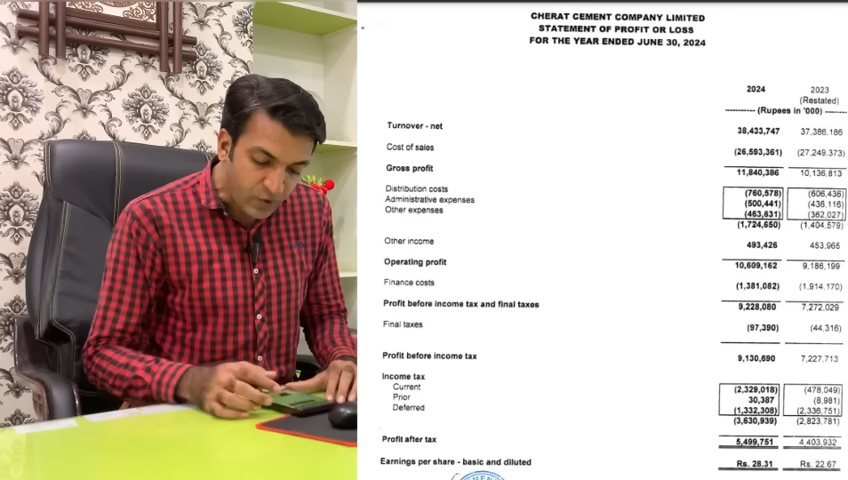 CHERAT CEMENT COMPANY LIMITED
STATEMENT OF PROFIT OR LOSS
FOR THE YEAR ENDED JUNE 30, 2024
2024 2023
(Restated)
---------- (Rupees in '000) ----------
Turnover - net 38,433,747 37,386,186
Cost of sales (26,593,361) (27,249,373)
Gross profit 11,840,386 10,136,813
Distribution costs (760,578) (606,436)
Administrative expenses (500,441) (436,116)
Other expenses (463,631) (362,027)
(1,724,650) (1,404,579)
Other income 493,426 453,965
Operating profit 10,609,162 9,186,199
Finance costs (1,381,082) (1,914,170)
Profit before income tax and final taxes 9,228,080 7,272,029
Final taxes (97,390) (44,316)
Profit before income tax 9,130,690 7,227,713
Income tax
Current (2,329,018) (478,049)
Prior 30,387 (8,981)
Deferred (1,332,308) (2,336,751)
(3,630,939) (2,823,781)
Profit after tax 5,499,751 4,403,932
Earnings per share - basic and diluted Rs. 28.31 Rs. 22.67